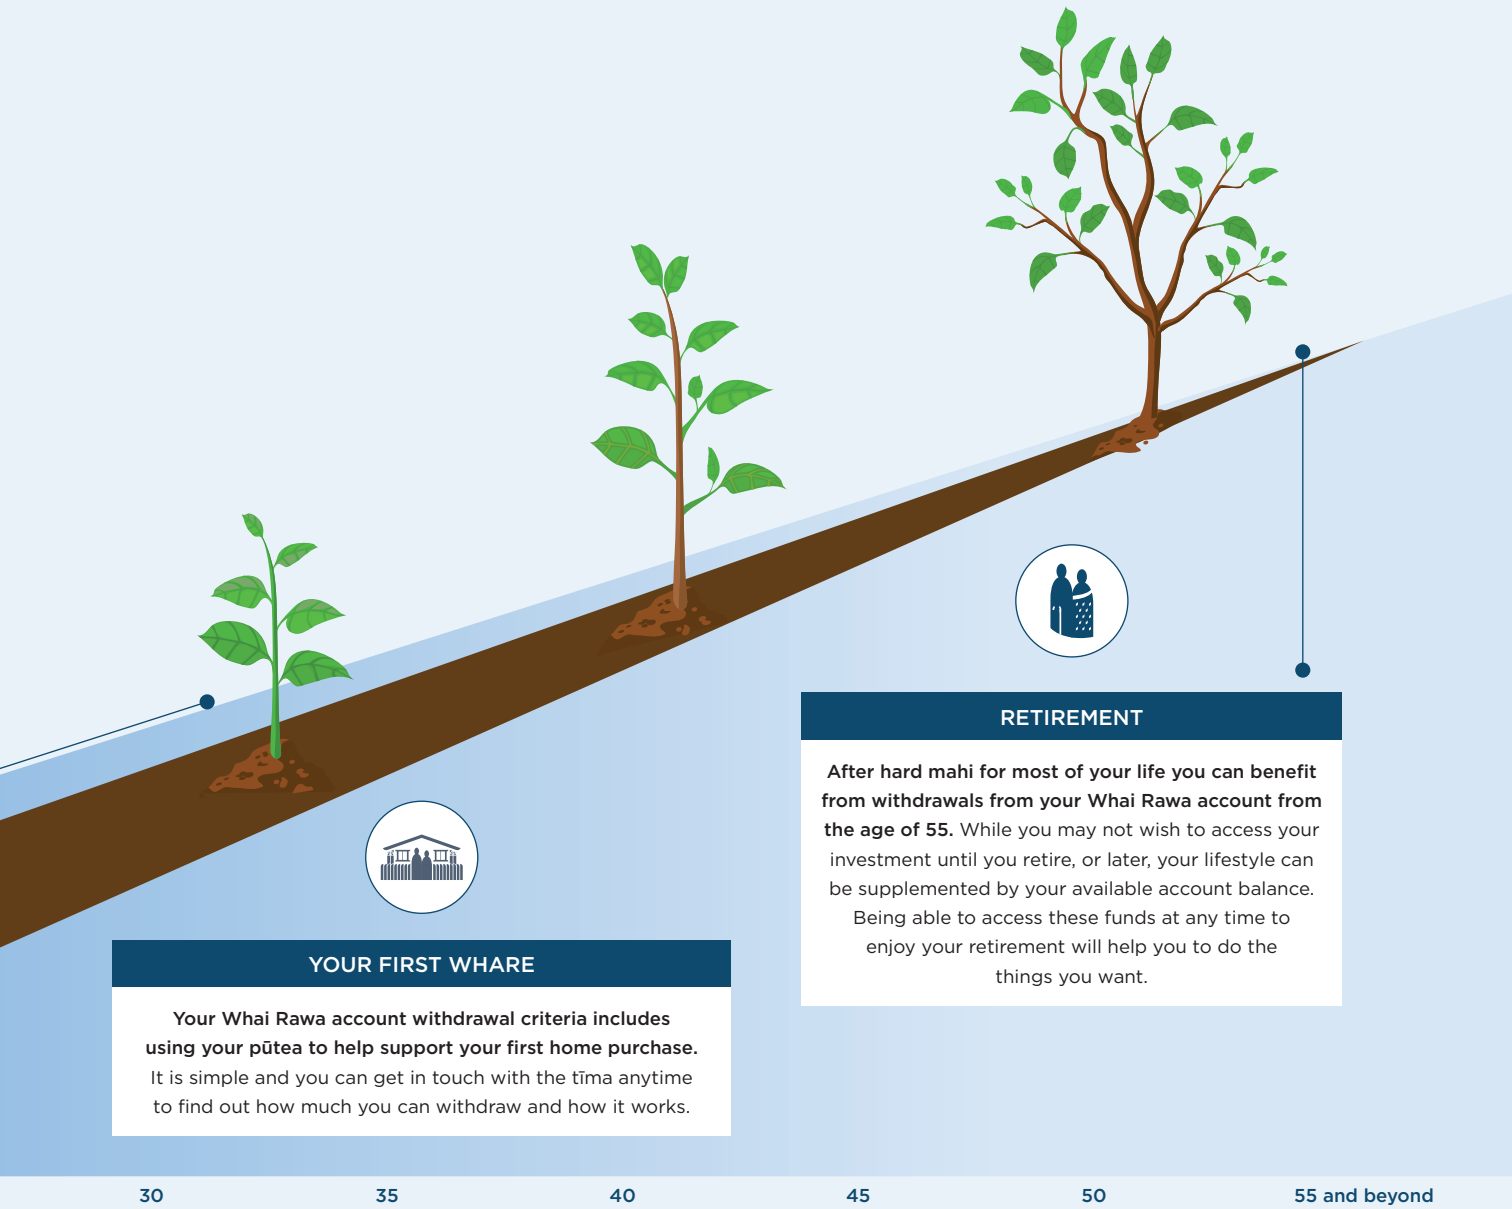 RETIREMENT
After hard mahi for most of your life you can benefit
from withdrawals from your Whai Rawa account from
the age of 55. While you may not wish to access your
investment until you retire, or later, your lifestyle can
be supplemented by your available account balance.
Being able to access these funds at any time to
enjoy your retirement will help you to do the
things you want.
YOUR FIRST WHARE
Your Whai Rawa account withdrawal criteria includes
using your pūtea to help support your first home purchase.
It is simple and you can get in touch with the tīma anytime
to find out how much you can withdraw and how it works.
30 35 40 45 50 55 and beyond